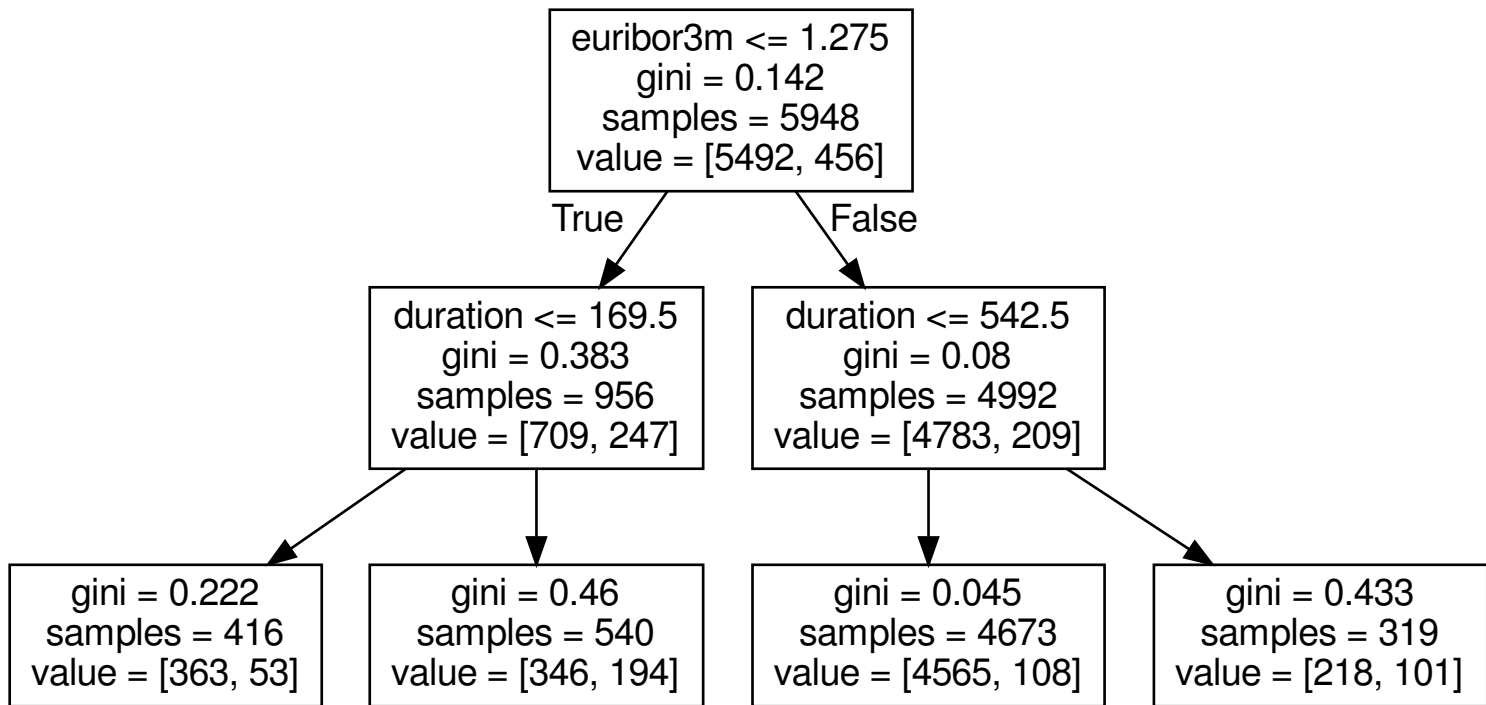 euribor3m <= 1.275
gini = 0.142
samples = 5948
value = [5492, 456]
True
False
duration <= 169.5
gini = 0.383
samples = 956
value = [709, 247]
duration <= 542.5
gini = 0.08
samples = 4992
value = [4783, 209]
gini = 0.222
samples = 416
value = [363, 53]
gini = 0.46
samples = 540
value = [346, 194]
gini = 0.045
samples = 4673
value = [4565, 108]
gini = 0.433
samples = 319
value = [218, 101]